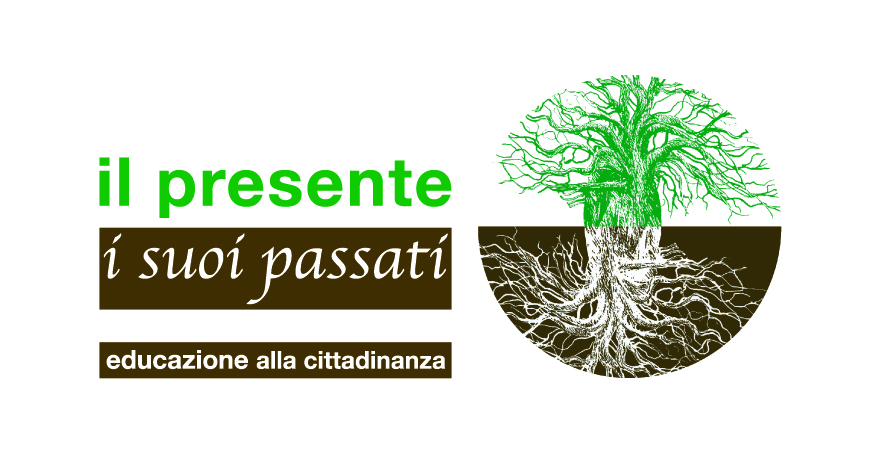 il presente
i suoi passati
educazione alla cittadinanza